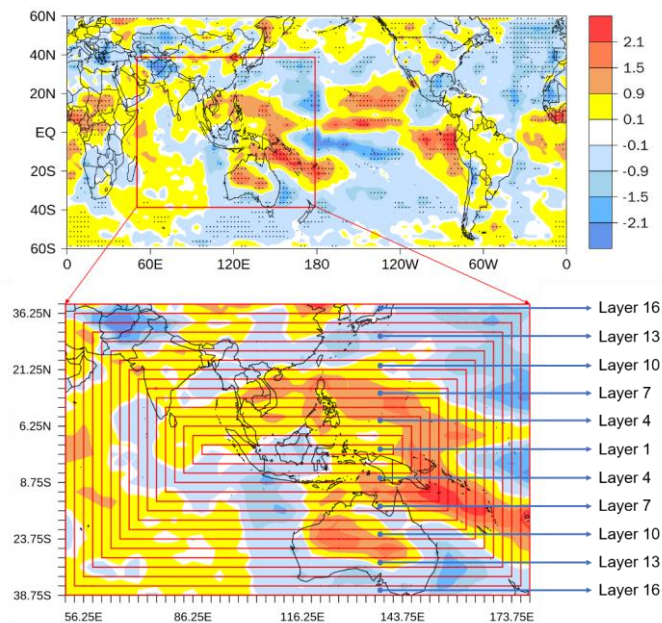 60N
40N
20N
EQ
20S
40S
60S
0 60E 120E 180 120W 60W 0
2.1
1.5
0.9
0.1
-0.1
-0.9
-1.5
-2.1
36.25N
21.25N
6.25N
8.75S
23.75S
38.75S
56.25E 86.25E 116.25E 143.75E 173.75E
Layer 16
Layer 13
Layer 10
Layer 7
Layer 4
Layer 1
Layer 4
Layer 7
Layer 10
Layer 13
Layer 16